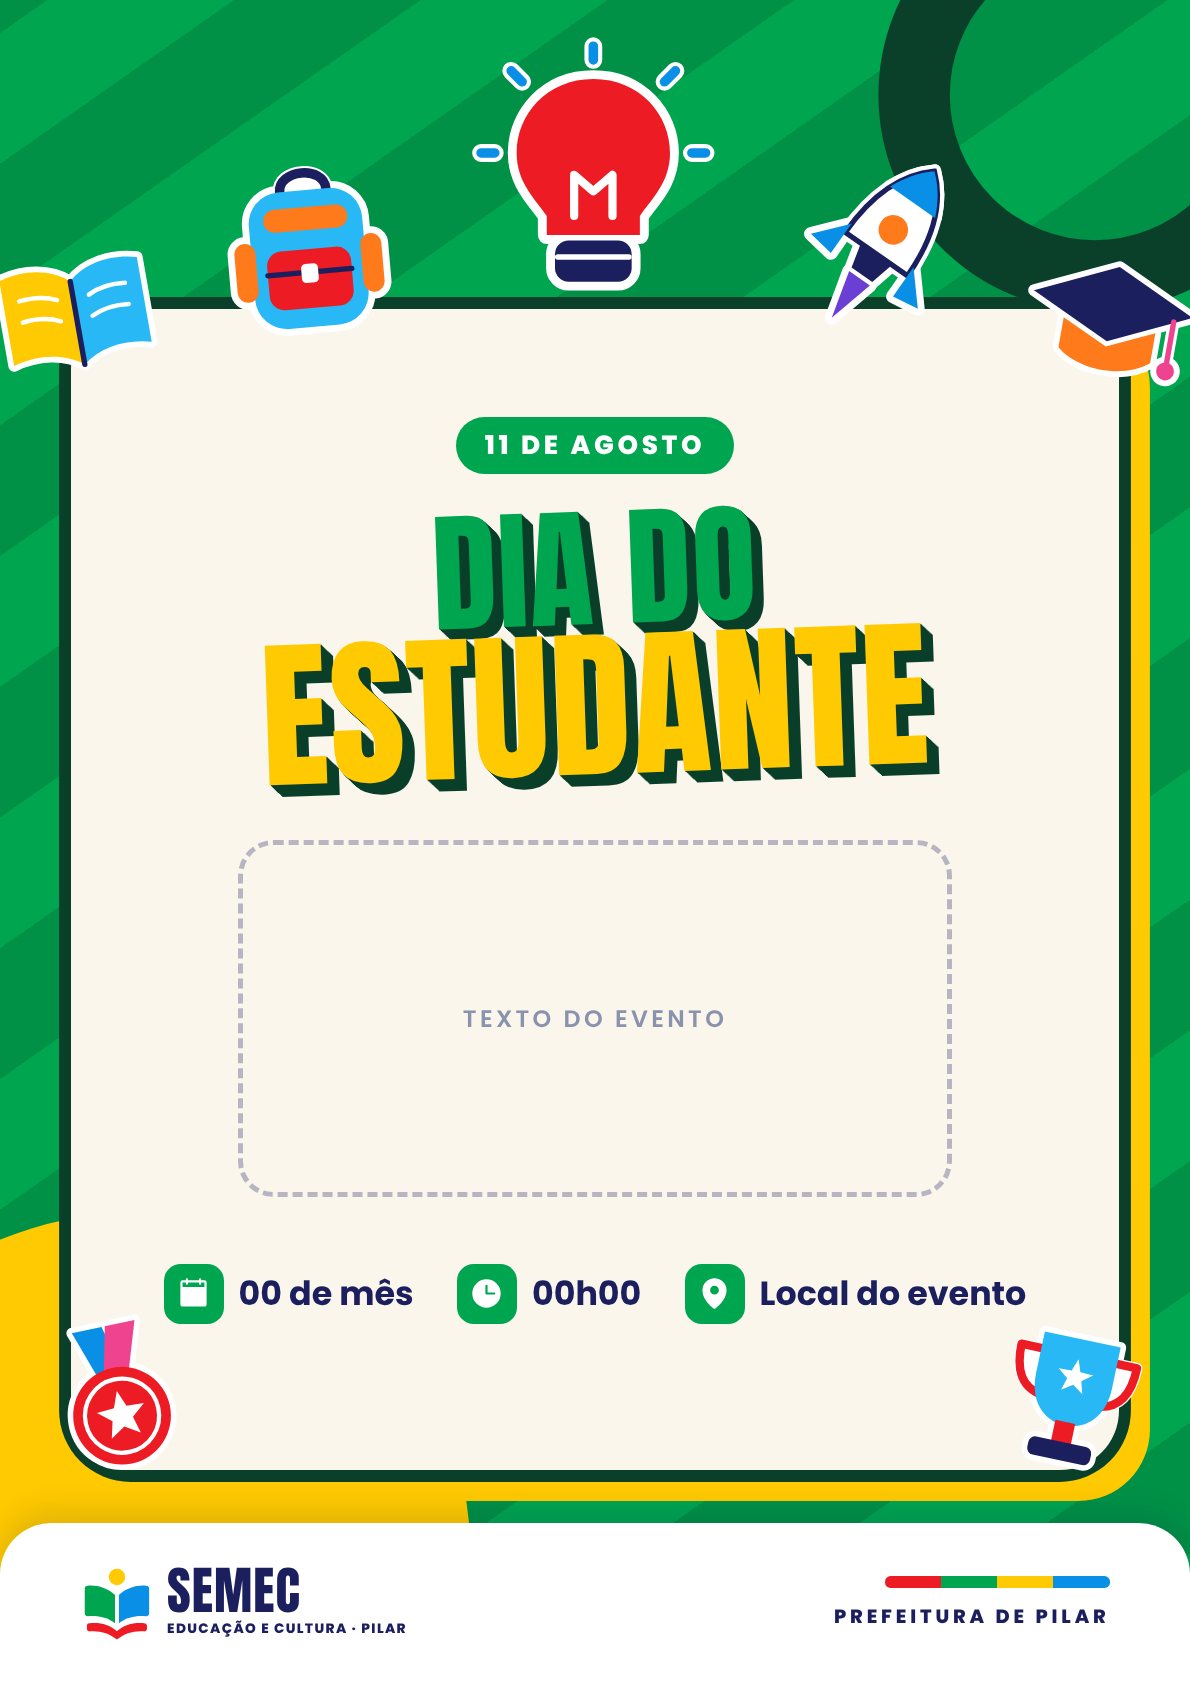 M
11 DE AGOSTO
DIA DO
ESTUDANTE
TEXTO DO EVENTO
00 de mês
00h00
Local do evento
SEMEC
EDUCAÇÃO E CULTURA · PILAR
PREFEITURA DE PILAR